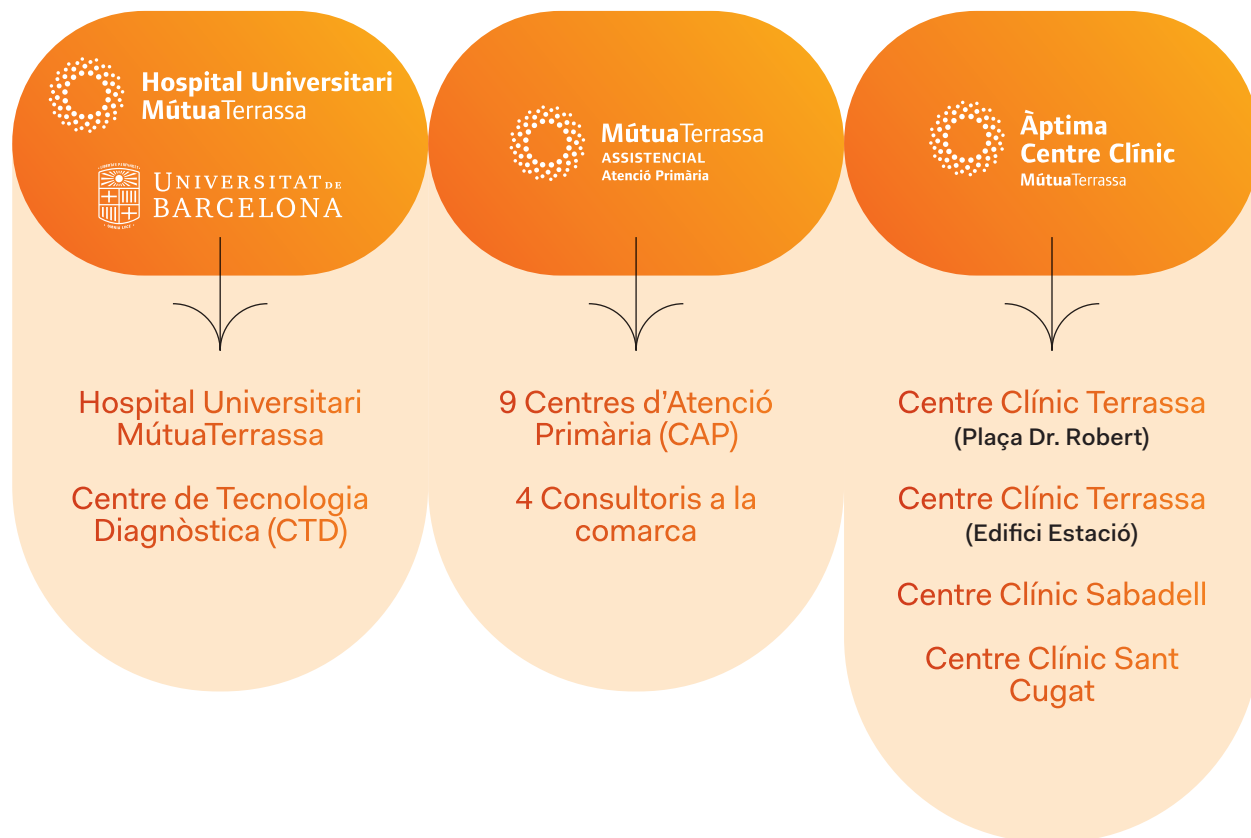 Hospital Universitari
MútuaTerrassa
UNIVERSITAT DE
BARCELONA
Hospital Universitari
MútuaTerrassa
Centre de Tecnologia
Diagnòstica (CTD)
MútuaTerrassa
ASSISTENCIAL
Atenció Primària
9 Centres d’Atenció
Primària (CAP)
4 Consultoris a la
comarca
Àptima
Centre Clínic
MútuaTerrassa
Centre Clínic Terrassa
(Plaça Dr. Robert)
Centre Clínic Terrassa
(Edifici Estació)
Centre Clínic Sabadell
Centre Clínic Sant
Cugat